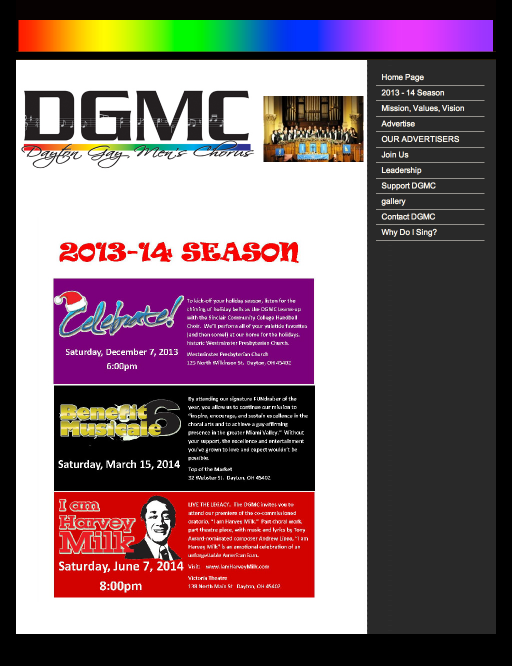 DGMC
Dayton Gay Men's Chorus
Home Page
2013 - 14 Season
Mission, Values, Vision
Advertise
OUR ADVERTISERS
Join Us
Leadership
Support DGMC
gallery
Contact DGMC
Why Do I Sing?
2013-14 SEASON
Celebrate!
Saturday, December 7, 2013
6:00pm
To kick-off your holiday season, listen for the
chiming of holiday bells as the DGMC teams-up
with the Sinclair Community College Handbell
Choir. We'll perform all of your yuletide favorites
(and then some!) at our home for the holidays,
historic Westminster Presbyterian Church.
Westminster Presbyterian Church
125 North Wilkinson St. Dayton, OH 45402
Benefit
Musicale 6
Saturday, March 15, 2014
By attending our signature FUNdraiser of the
year, you allow us to continue our mission to
"inspire, encourage, and sustain excellence in the
choral arts and to achieve a gay-affirming
presence in the greater Miami Valley." Without
your support, the excellence and entertainment
you've grown to love and expect wouldn't be
possible.
Top of the Market
32 Webster St. Dayton, OH 45402
I am
Harvey
Milk
Saturday, June 7, 2014
8:00pm
LIVE THE LEGACY. The DGMC invites you to
attend our premiere of the co-commissioned
oratorio, "I am Harvey Milk." Part choral work,
part theatre piece, with music and lyrics by Tony
Award-nominated composer Andrew Lippa, "I am
Harvey Milk" is an emotional celebration of an
unforgettable American icon.
Visit: www.IamHarveyMilk.com
Victoria Theatre
138 North Main St. Dayton, OH 45402